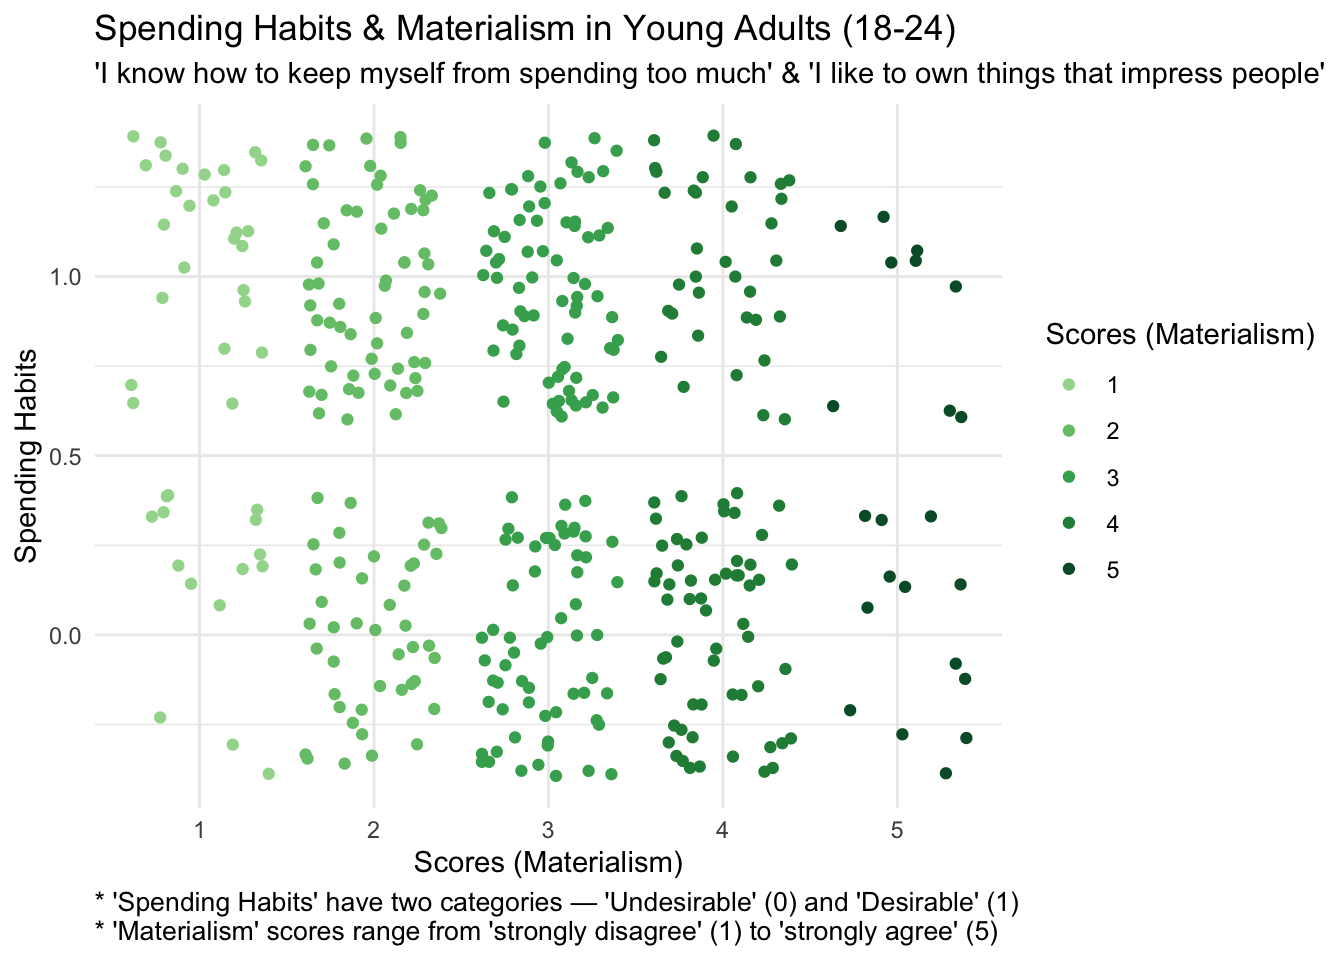 Spending Habits & Materialism in Young Adults (18-24)
'I know how to keep myself from spending too much' & 'I like to own things that impress people'
Spending Habits
1.0
0.5
0.0
1 2 3 4 5
Scores (Materialism)
Scores (Materialism)
1
2
3
4
5
* 'Spending Habits' have two categories — 'Undesirable' (0) and 'Desirable' (1)
* 'Materialism' scores range from 'strongly disagree' (1) to 'strongly agree' (5)